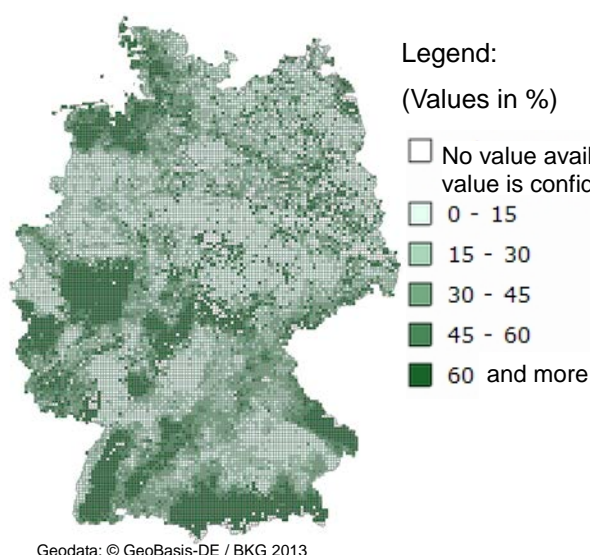 Legend:
(Values in %)
No value avail
value is confid
0 - 15
15 - 30
30 - 45
45 - 60
60 and more
Geodata: © GeoBasis-DE / BKG 2013